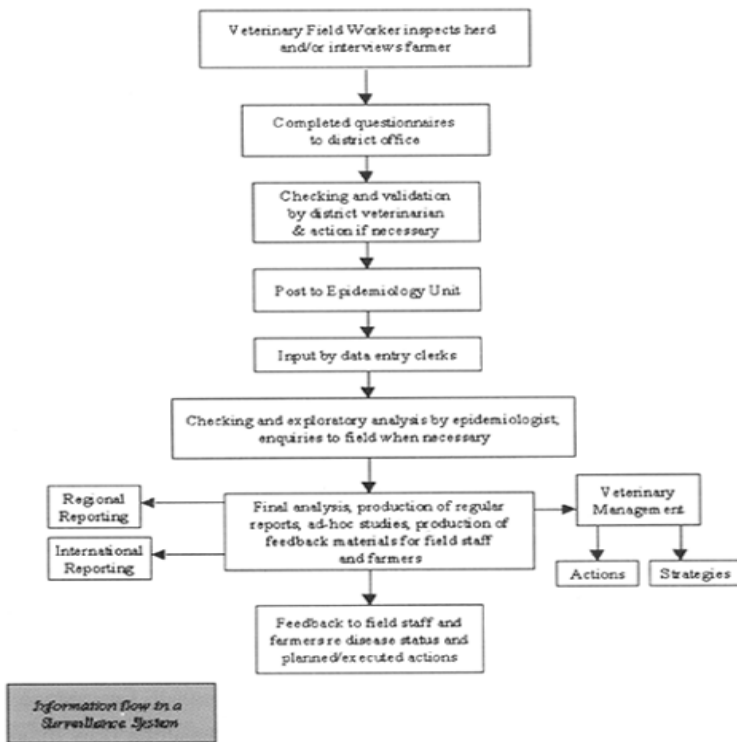 Veterinary Field Worker inspects herd
and/or interviews farmer
Completed questionnaires
to district office
Checking and validation
by district veterinarian
& action if necessary
Post to Epidemiology Unit
Input by data entry clerks
Checking and exploratory analysis by epidemiologist,
enquiries to field when necessary
Regional
Reporting
International
Reporting
Final analysis, production of regular
reports, ad-hoc studies, production of
feedback materials for field staff
and farmers
Veterinary
Management
Actions
Strategies
Feedback to field staff and
farmers re disease status and
planned/executed actions
Information flow in a
Surveillance System